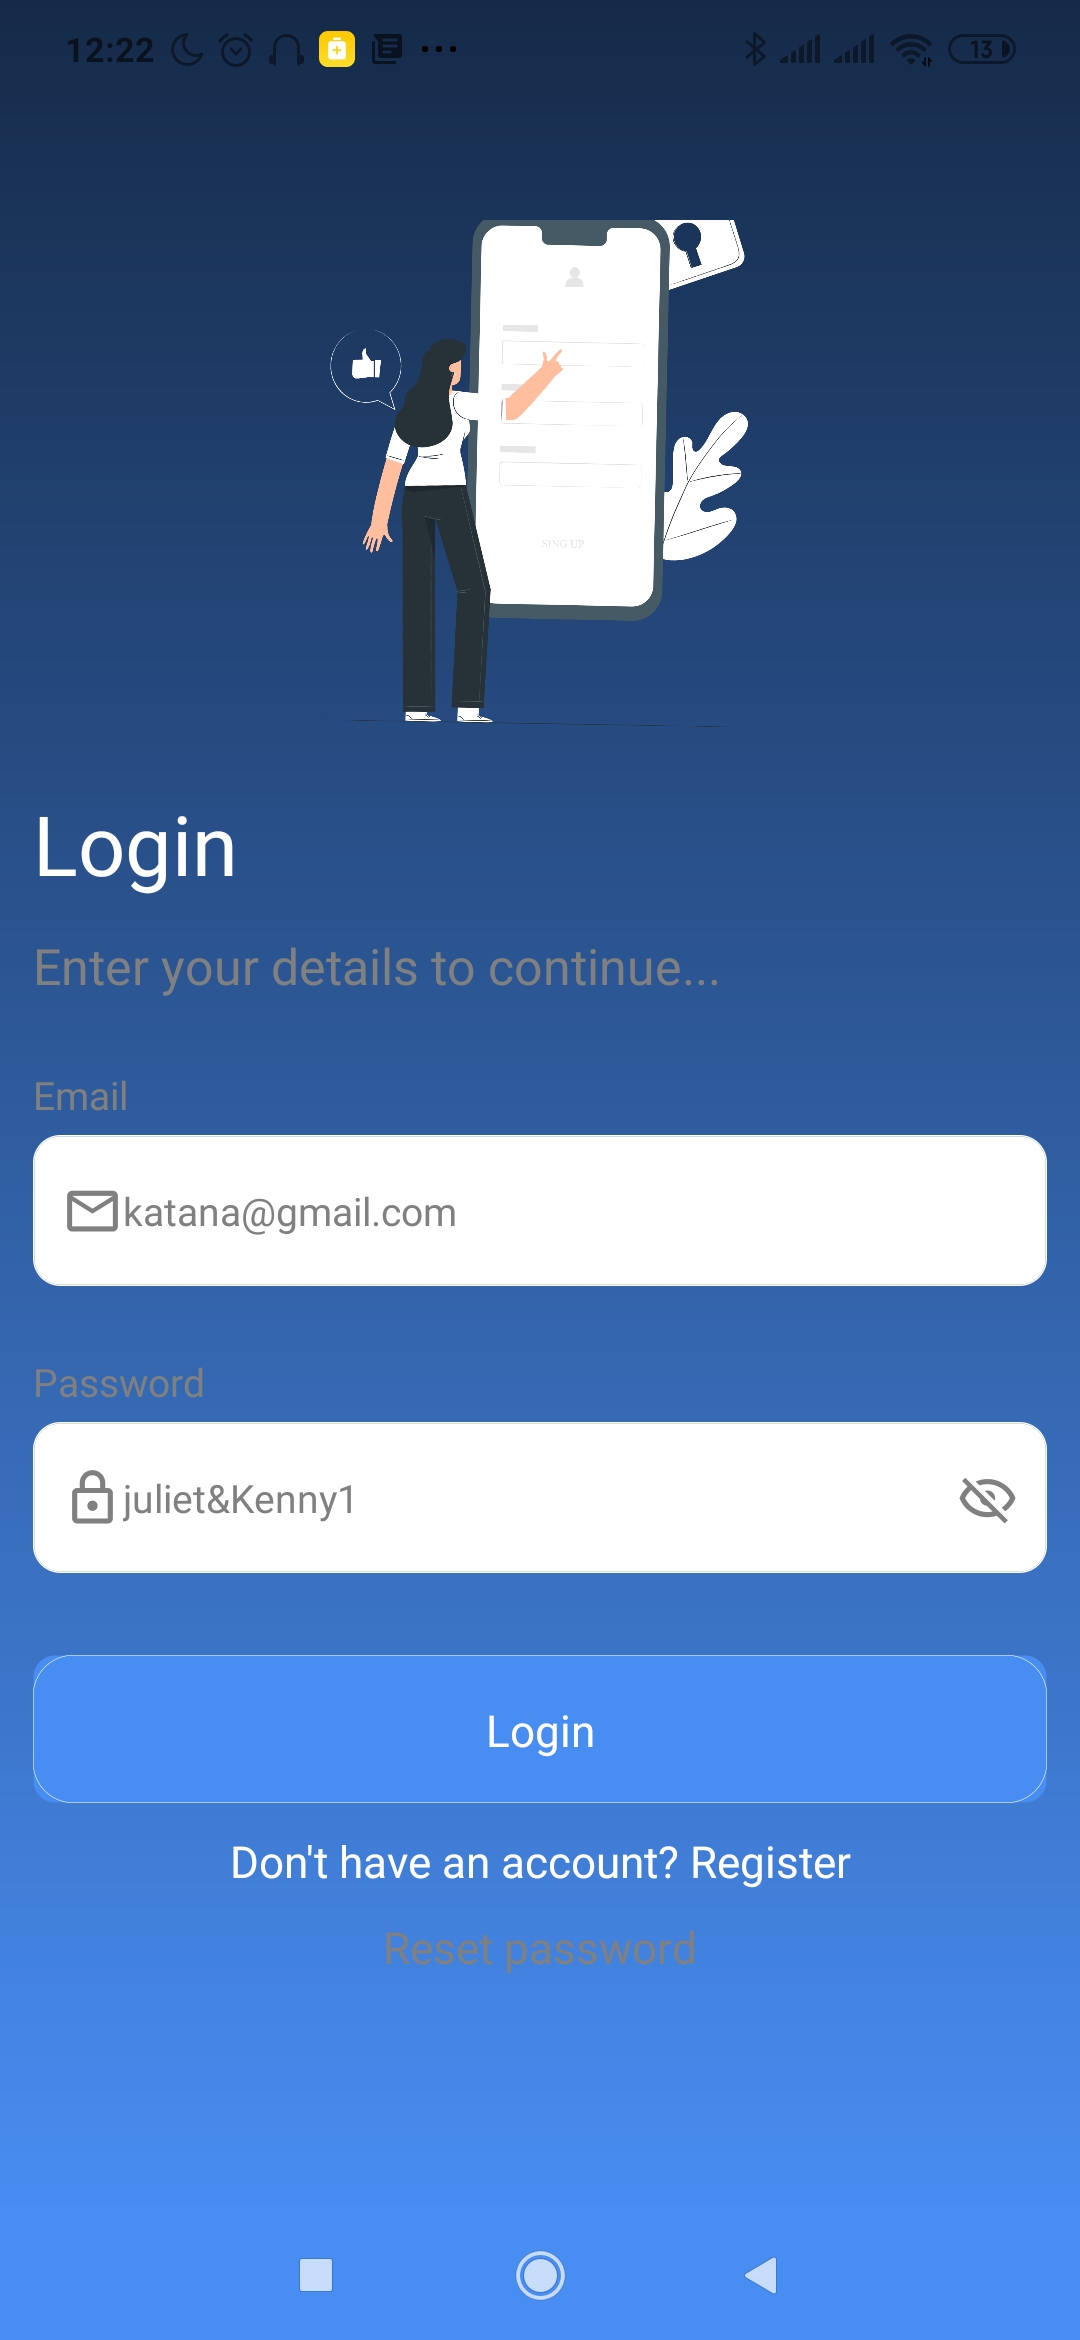 12:22
13
SING UP
Login
Enter your details to continue...
Email
katana@gmail.com
Password
juliet&Kenny1
Login
Don't have an account? Register
Reset password